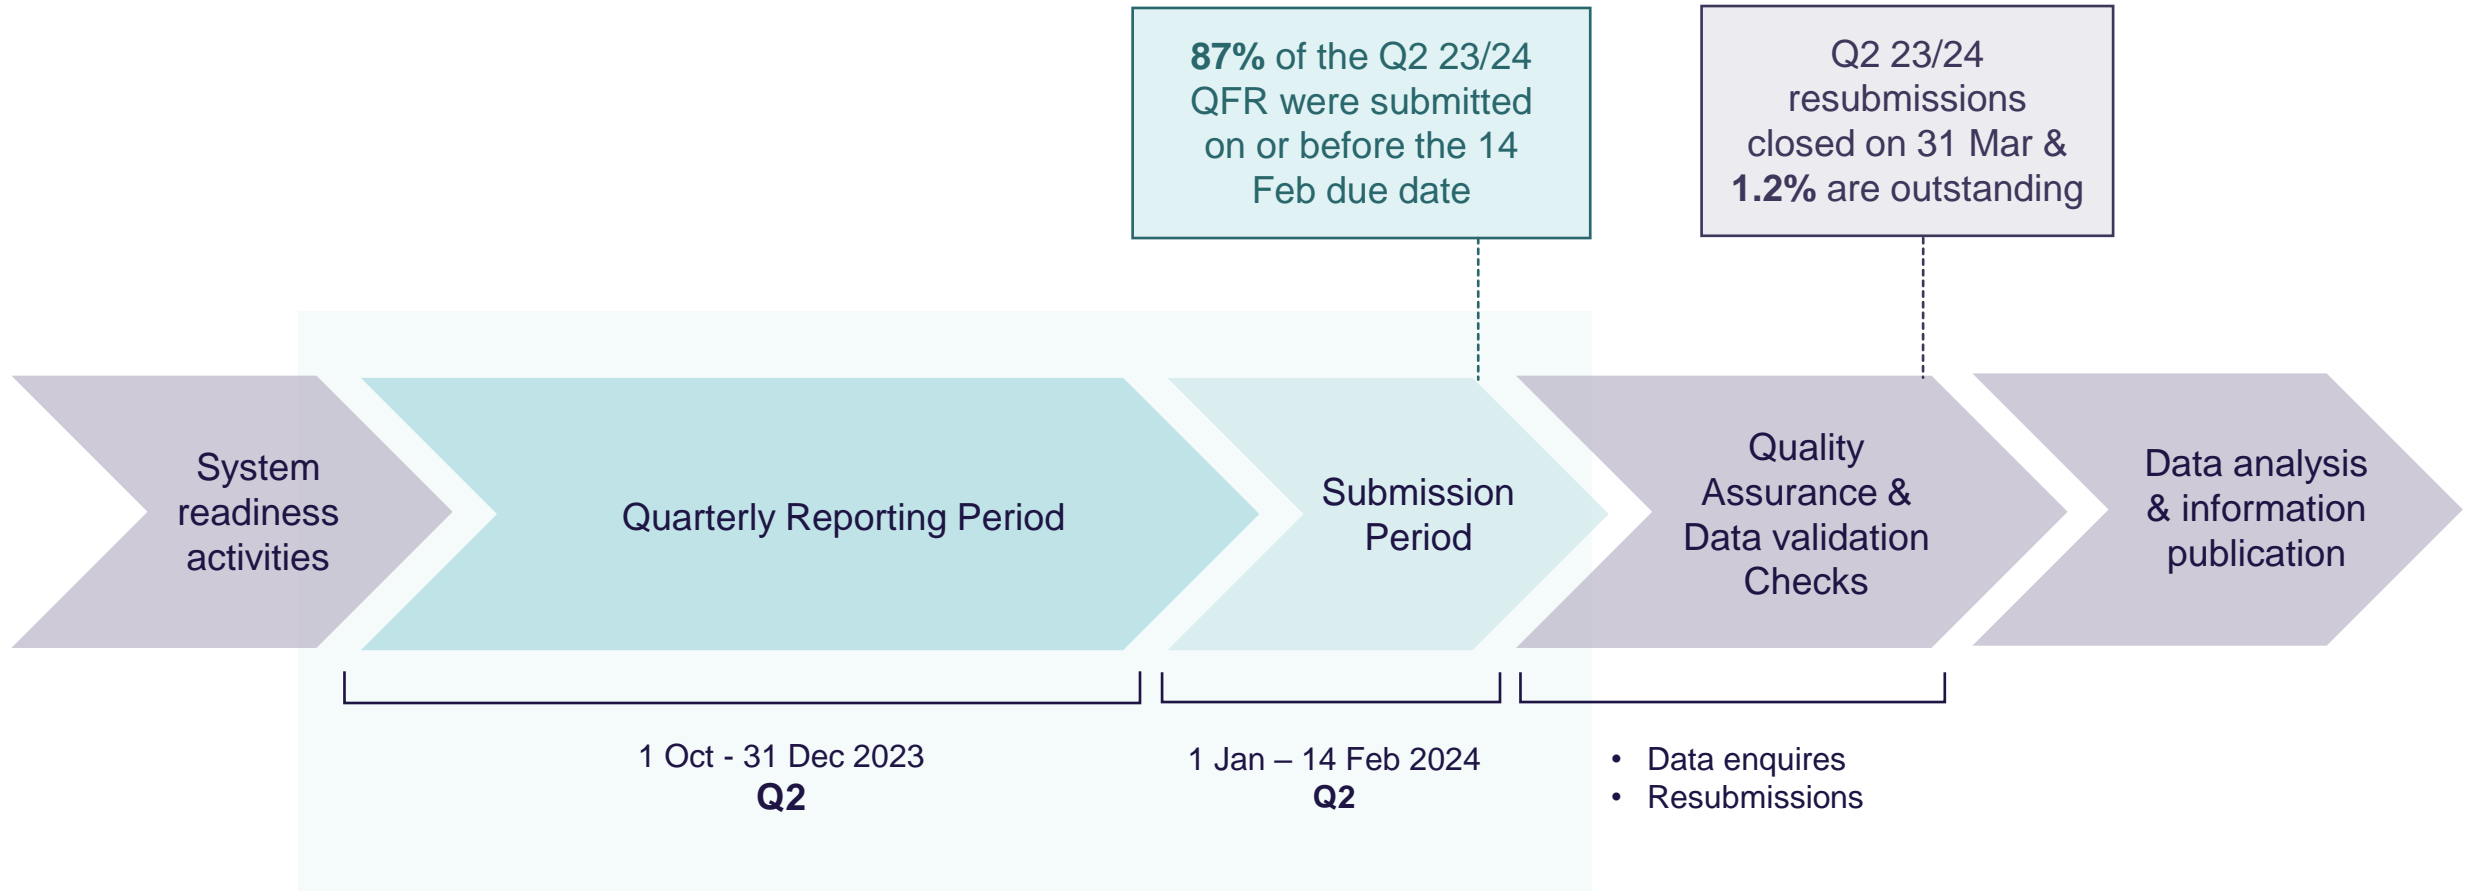 87% of the Q2 23/24
QFR were submitted
on or before the 14
Feb due date
Q2 23/24
resubmissions
closed on 31 Mar &
1.2% are outstanding
System
readiness
activities
Quarterly Reporting Period
Submission
Period
Quality
Assurance &
Data validation
Checks
Data analysis
& information
publication
1 Oct - 31 Dec 2023
Q2
1 Jan – 14 Feb 2024
Q2
• Data enquires
• Resubmissions